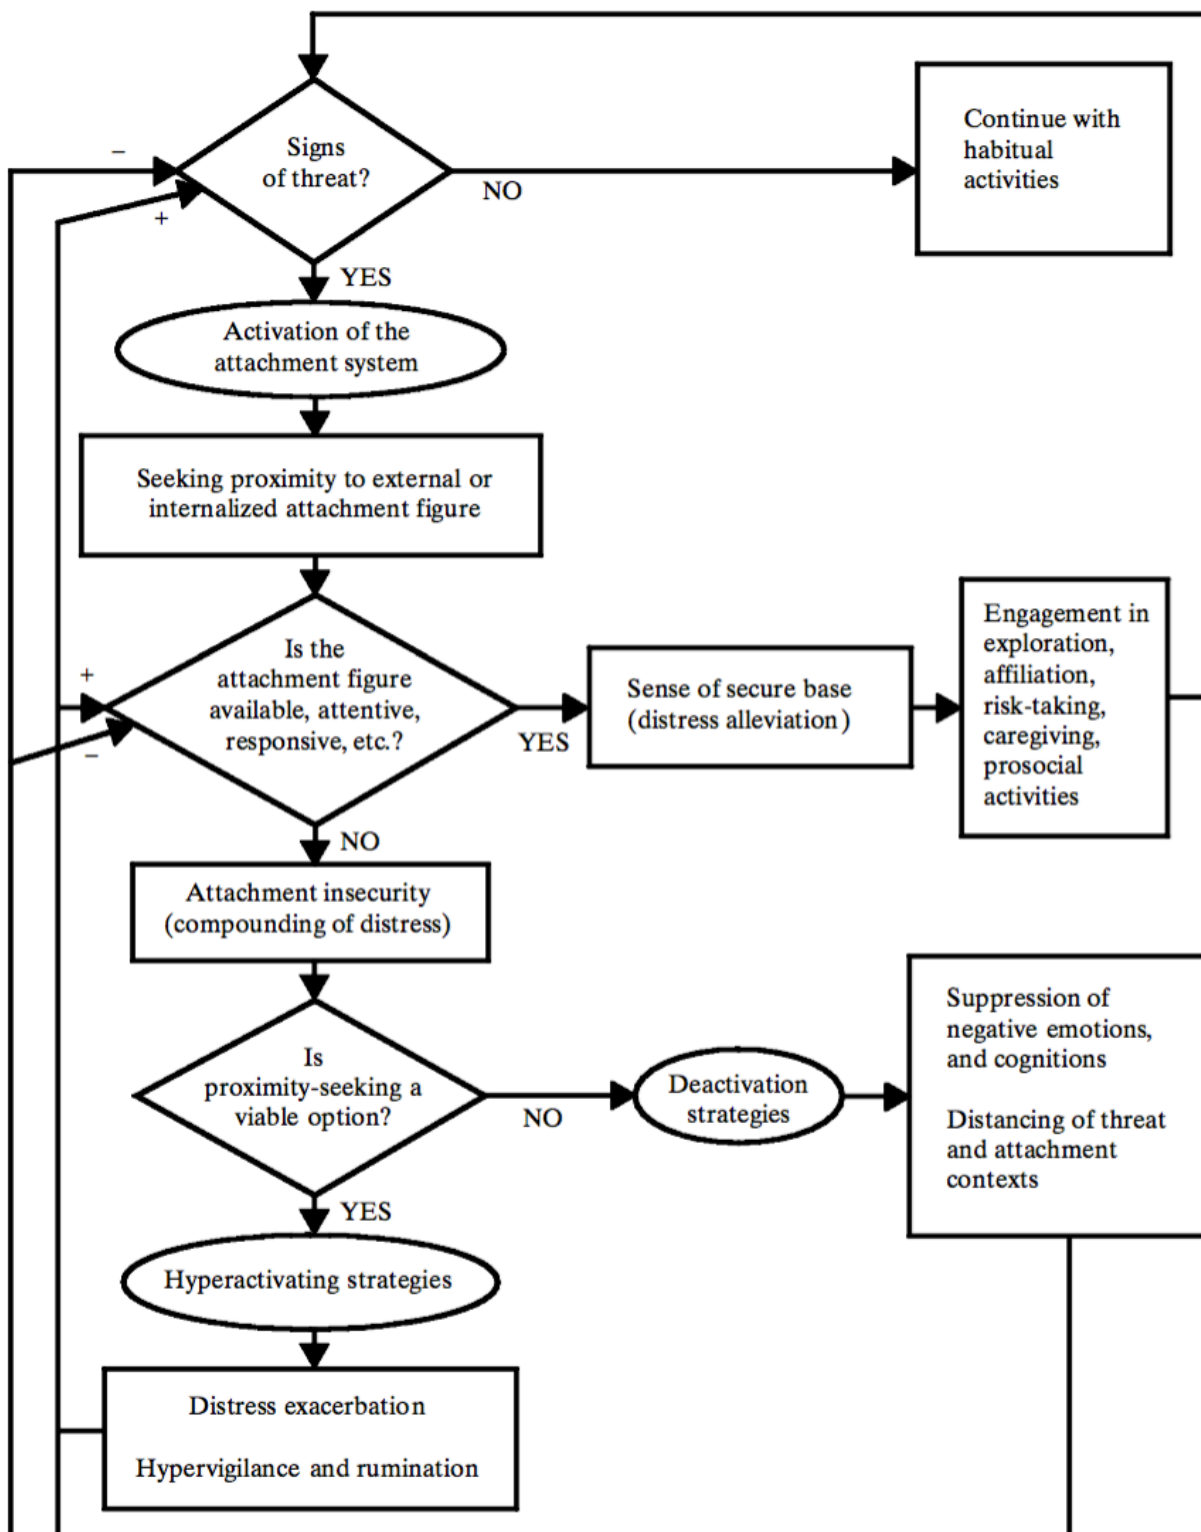 Signs
of threat?
–
+
NO
Continue with
habitual
activities
YES
Activation of the
attachment system
Seeking proximity to external or
internalized attachment figure
Is the
attachment figure
available, attentive,
responsive, etc.?
+
–
YES
Sense of secure base
(distress alleviation)
Engagement in
exploration,
affiliation,
risk-taking,
caregiving,
prosocial
activities
NO
Attachment insecurity
(compounding of distress)
Is
proximity-seeking a
viable option?
NO
Deactivation
strategies
Suppression of
negative emotions,
and cognitions
Distancing of threat
and attachment
contexts
YES
Hyperactivating strategies
Distress exacerbation
Hypervigilance and rumination